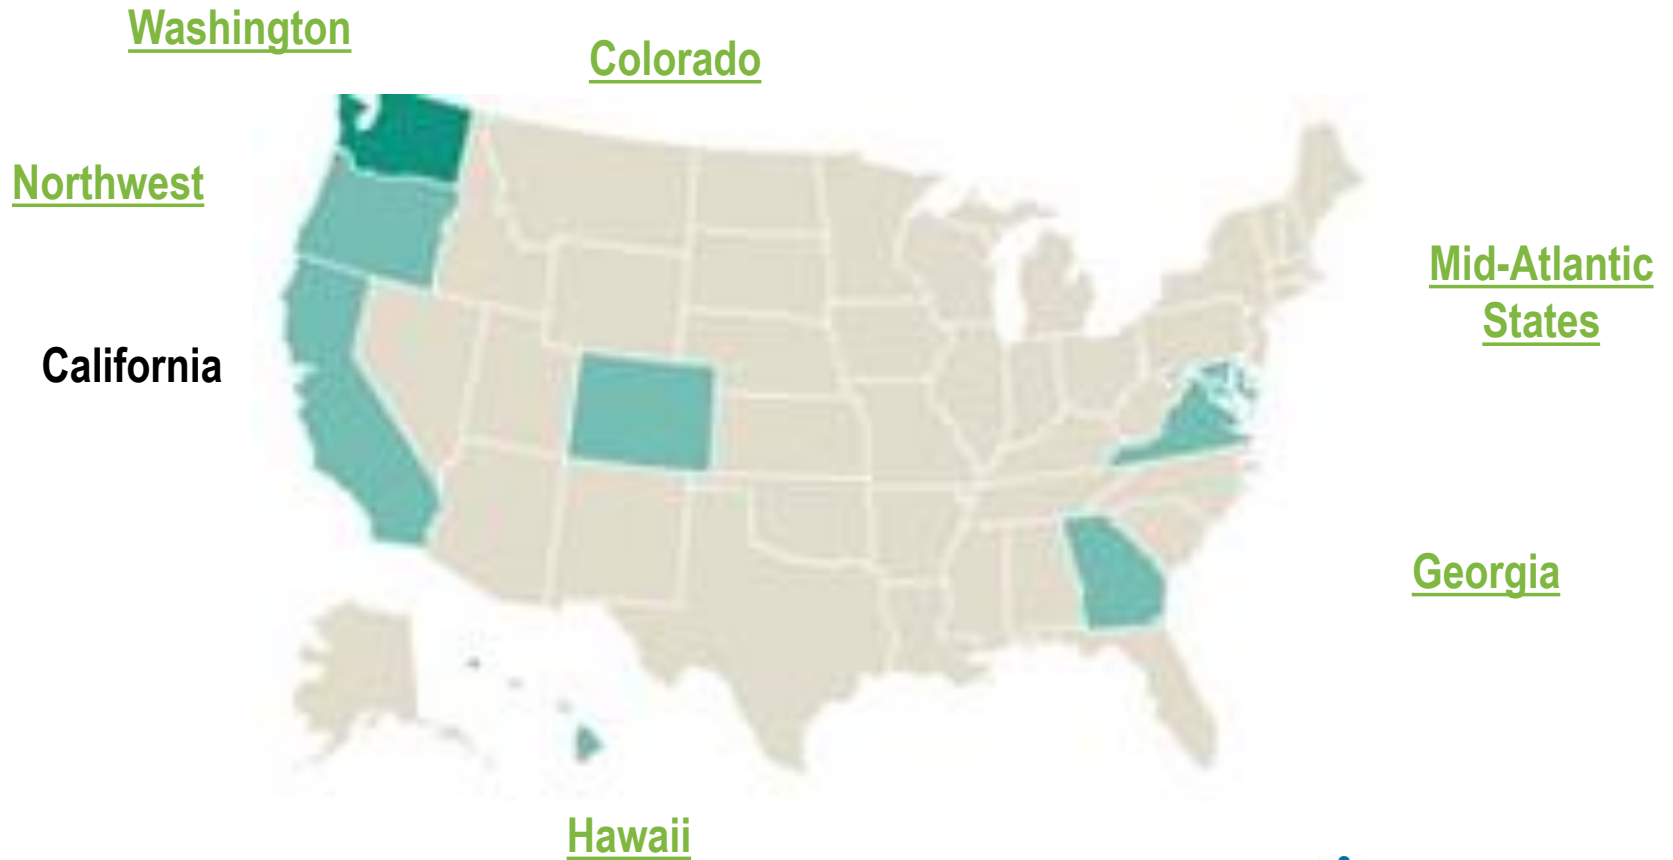 Washington
Colorado
Northwest
Mid-Atlantic
States
California
Georgia
Hawaii